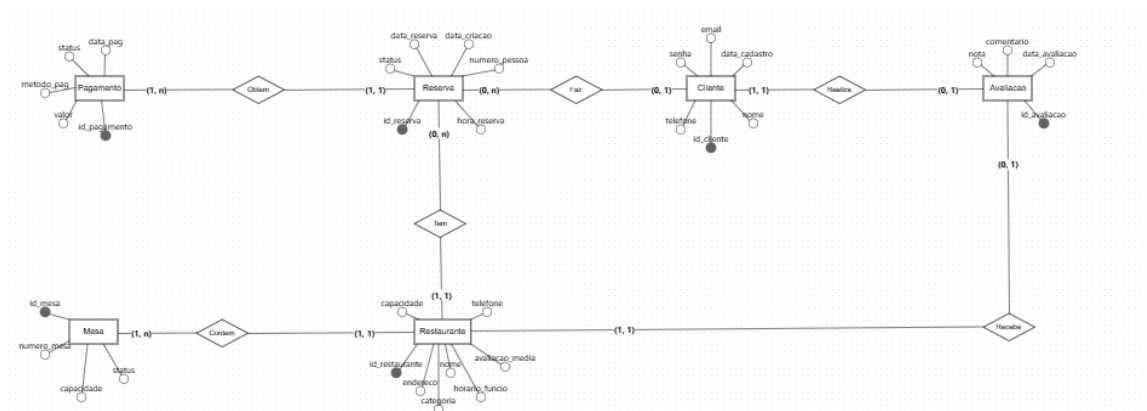 email
data_reserva
data_criacao
comentario
status
data_pag
senha
data_cadastro
nota
data_avaliacao
status
numero_pessoa
metodo_pag
Pagamento
(1, n)
Obtem
(1, 1)
Reserva
(0, n)
Faz
(0, 1)
Cliente
(1, 1)
Realiza
(0, 1)
Avaliacao
valor
id_pagamento
id_reserva
hora_reserva
telefone
nome
id_avaliacao
(0, n)
id_cliente
(0, 1)
Tem
id_mesa
(1, 1)
capacidade
telefone
Mesa
(1, n)
Contem
(1, 1)
Restaurante
(1, 1)
Recebe
numero_mesa
status
capacidade
id_restaurante
nome
avaliacao_media
endereco
horario_funcio
categoria